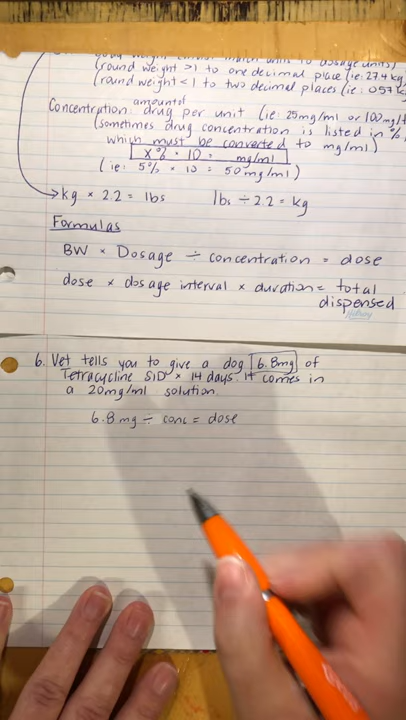 (round weight >1 to one decimal place (ie: 27.4 kg
(round weight <1 to two decimal places (ie: 0.57 k
Concentration: amount of drug per unit (ie: 25mg/ml or 100mg/t
(sometimes drug concentration is listed in %,
which must be converted to mg/ml)
X% × 10 = mg/ml
(ie: 5% × 10 = 50mg/ml)
kg × 2.2 = lbs lbs ÷ 2.2 = kg
Formulas
BW × Dosage ÷ concentration = dose
dose × dosage interval × duration = total
dispensed
6. Vet tells you to give a dog 6.8mg of
Tetracycline SID × 14 days. It comes in
a 20mg/ml solution.
6.8mg ÷ conc = dose